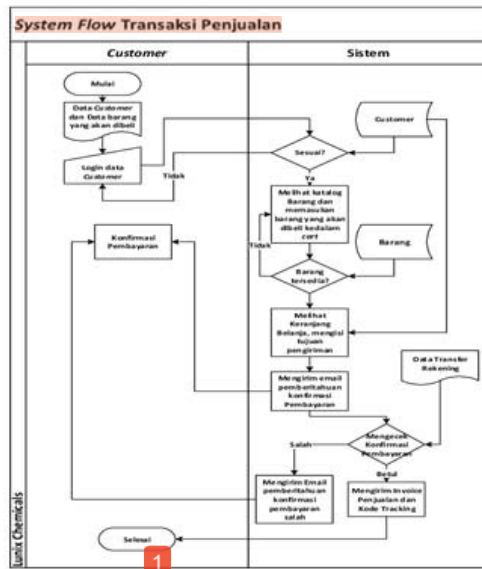 System Flow Transaksi Penjualan
Customer
Sistem
Mulai
Data Customer
dan Data barang
yang akan dibeli
Customer
Login data
Customer
Sesuai?
Tidak
Ya
Melihat katalog
Barang dan
memasukan
barang yang akan
dibeli kedalam
cart
Konfirmasi
Pembayaran
Tidak
Barang
Barang
tersedia?
Melihat
Keranjang
Belanja, mengisi
tujuan
pengiriman
Data Transfer
Rekening
Mengirim email
pemberitahuan
konfirmasi
Pembayaran
Mengecek
Konfirmasi
Pembayaran
Salah
Betul
Mengirim Email
pemberitahuan
konfirmasi
pembayaran
salah
Mengirim Invoice
Penjualan dan
Kode Tracking
Selesai
1
Lunix Chemicals